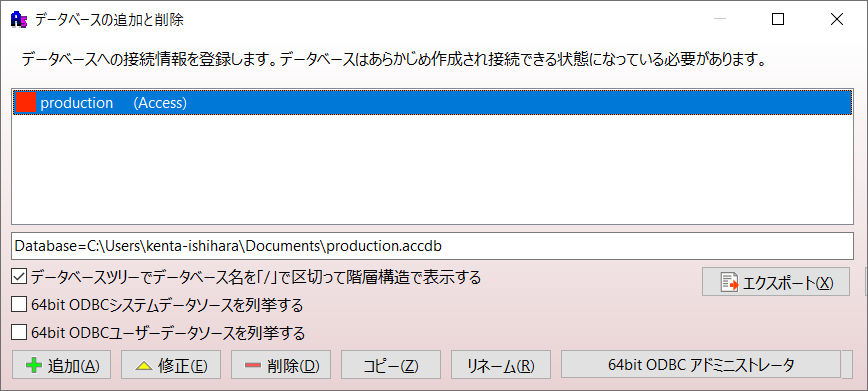 データベースの追加と削除
データベースへの接続情報を登録します。データベースはあらかじめ作成され接続できる状態になっている必要があります。
production (Access)
Database=C:\Users\kenta-ishihara\Documents\production.accdb
データベースツリーでデータベース名を「/」で区切って階層構造で表示する
エクスポート(X)
64bit ODBCシステムデータソースを列挙する
64bit ODBCユーザーデータソースを列挙する
追加(A) 修正(E) 削除(D) コピー(Z) リネーム(R) 64bit ODBC アドミニストレータ